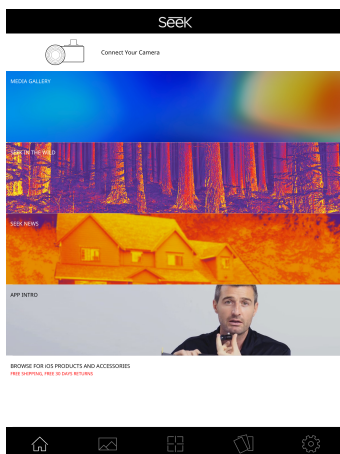 Seek
Connect Your Camera
MEDIA GALLERY
SEEK IN THE WILD
SEEK NEWS
APP INTRO
BROWSE FOR iOS PRODUCTS AND ACCESSORIES
FREE SHIPPING, FREE 30 DAYS RETURNS